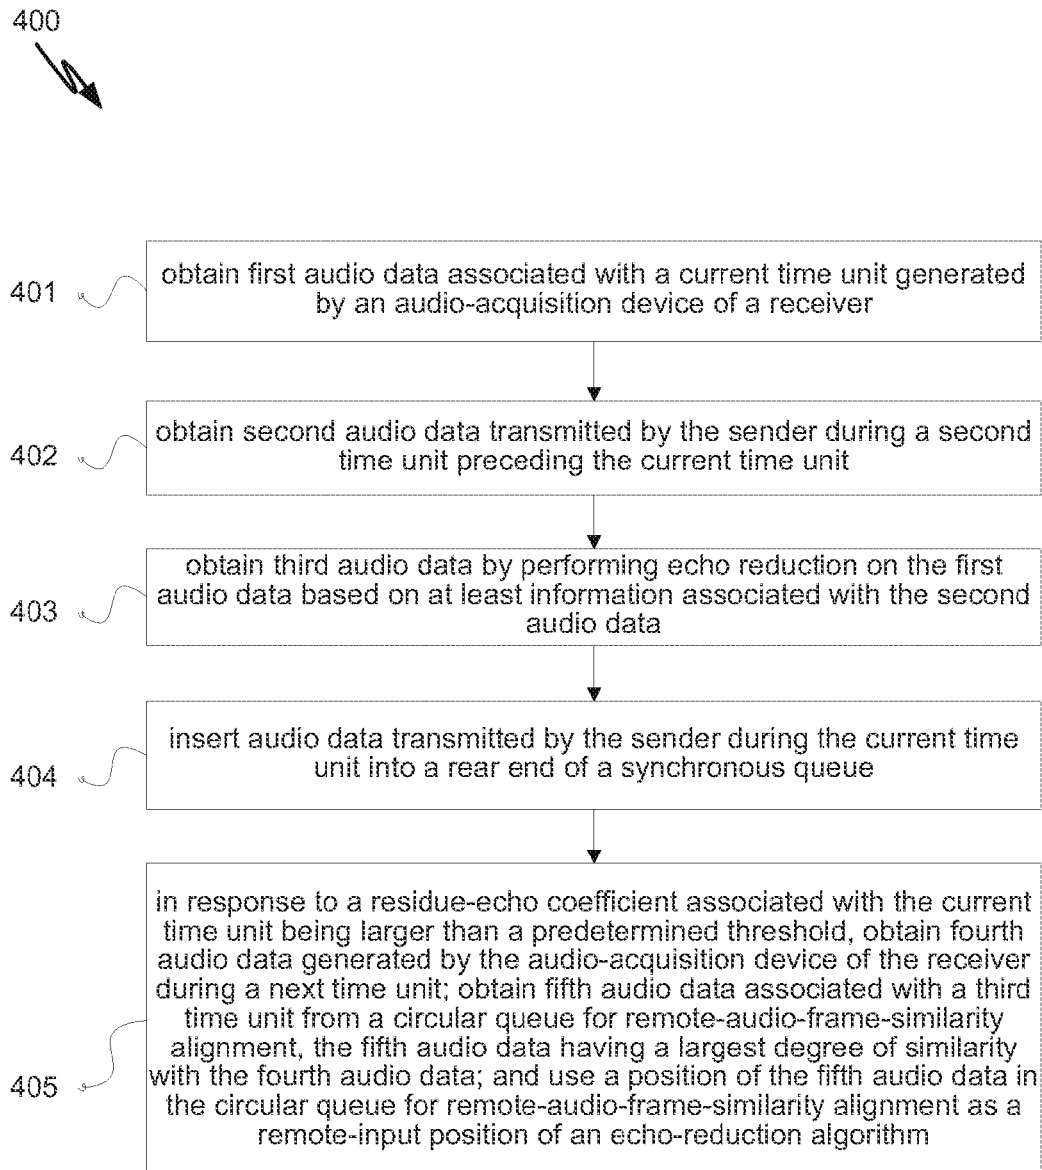 400
401
obtain first audio data associated with a current time unit generated
by an audio-acquisition device of a receiver
402
obtain second audio data transmitted by the sender during a second
time unit preceding the current time unit
403
obtain third audio data by performing echo reduction on the first
audio data based on at least information associated with the second
audio data
404
insert audio data transmitted by the sender during the current time
unit into a rear end of a synchronous queue
405
in response to a residue-echo coefficient associated with the current
time unit being larger than a predetermined threshold, obtain fourth
audio data generated by the audio-acquisition device of the receiver
during a next time unit; obtain fifth audio data associated with a third
time unit from a circular queue for remote-audio-frame-similarity
alignment, the fifth audio data having a largest degree of similarity
with the fourth audio data; and use a position of the fifth audio data in
the circular queue for remote-audio-frame-similarity alignment as a
remote-input position of an echo-reduction algorithm